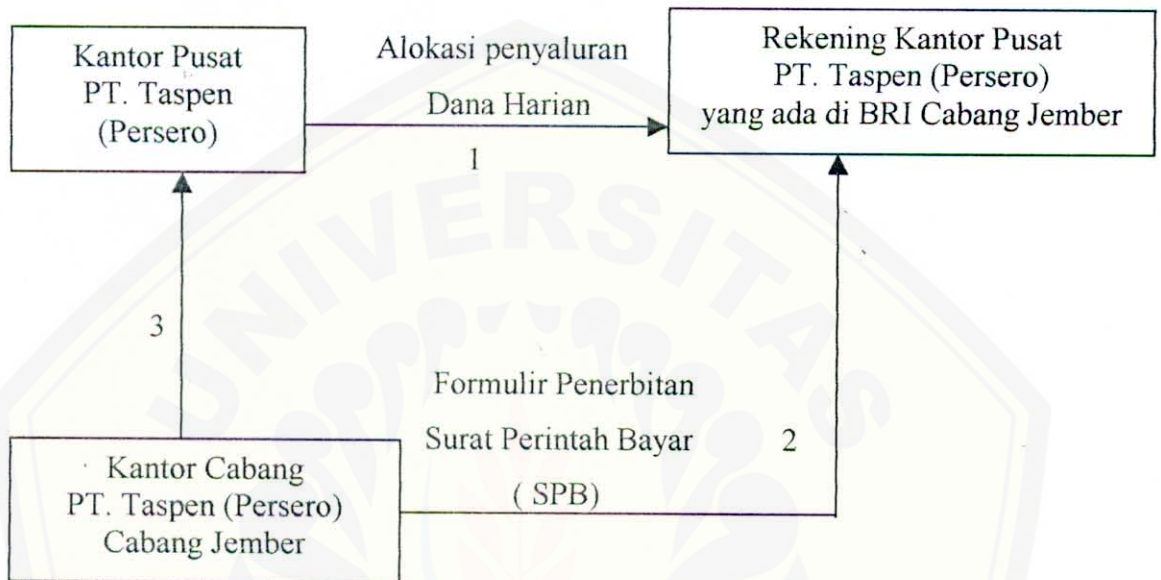 Kantor Pusat
PT. Taspen
(Persero)
Alokasi penyaluran
Dana Harian
1
Rekening Kantor Pusat
PT. Taspen (Persero)
yang ada di BRI Cabang Jember
3
Formulir Penerbitan
Surat Perintah Bayar
( SPB)
2
Kantor Cabang
PT. Taspen (Persero)
Cabang Jember
UNIVERSITAS